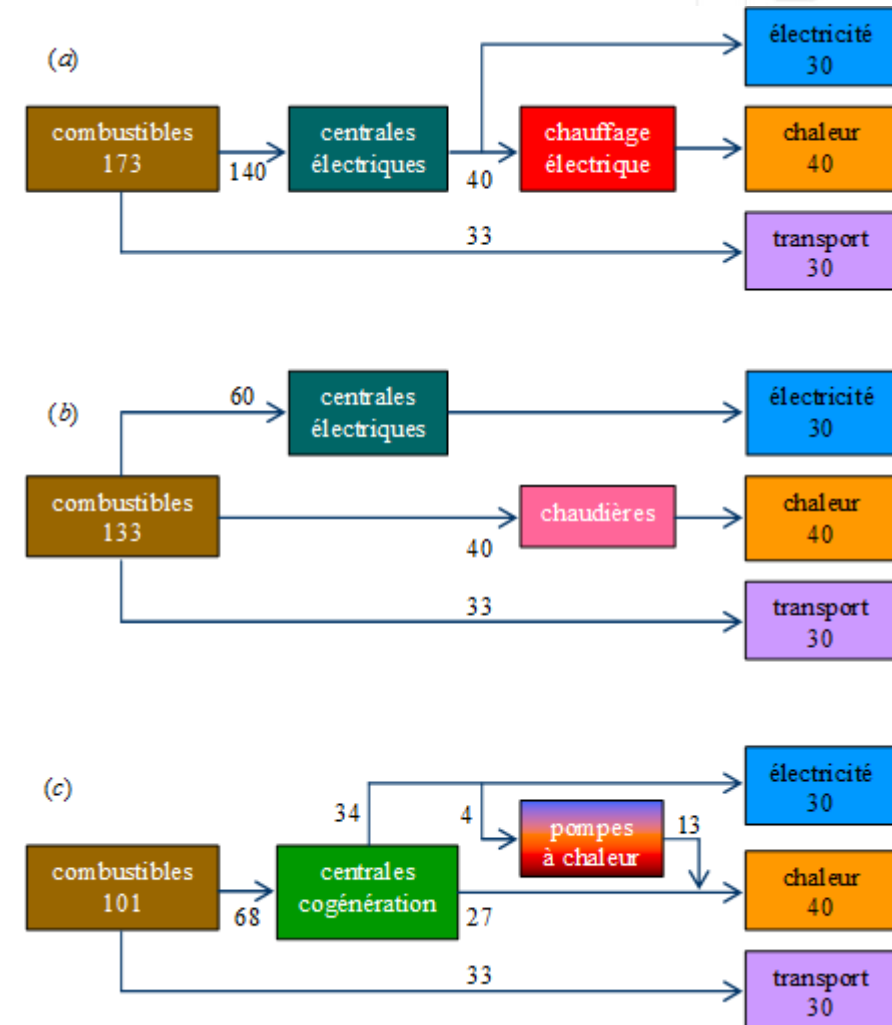 (a)
combustibles
173
140
centrales
électriques
40
chauffage
électrique
électricité
30
chaleur
40
33
transport
30
(b)
combustibles
133
60
centrales
électriques
électricité
30
40
chaudières
chaleur
40
33
transport
30
(c)
combustibles
101
68
centrales
cogénération
34
4
pompes
à chaleur
13
27
électricité
30
chaleur
40
33
transport
30